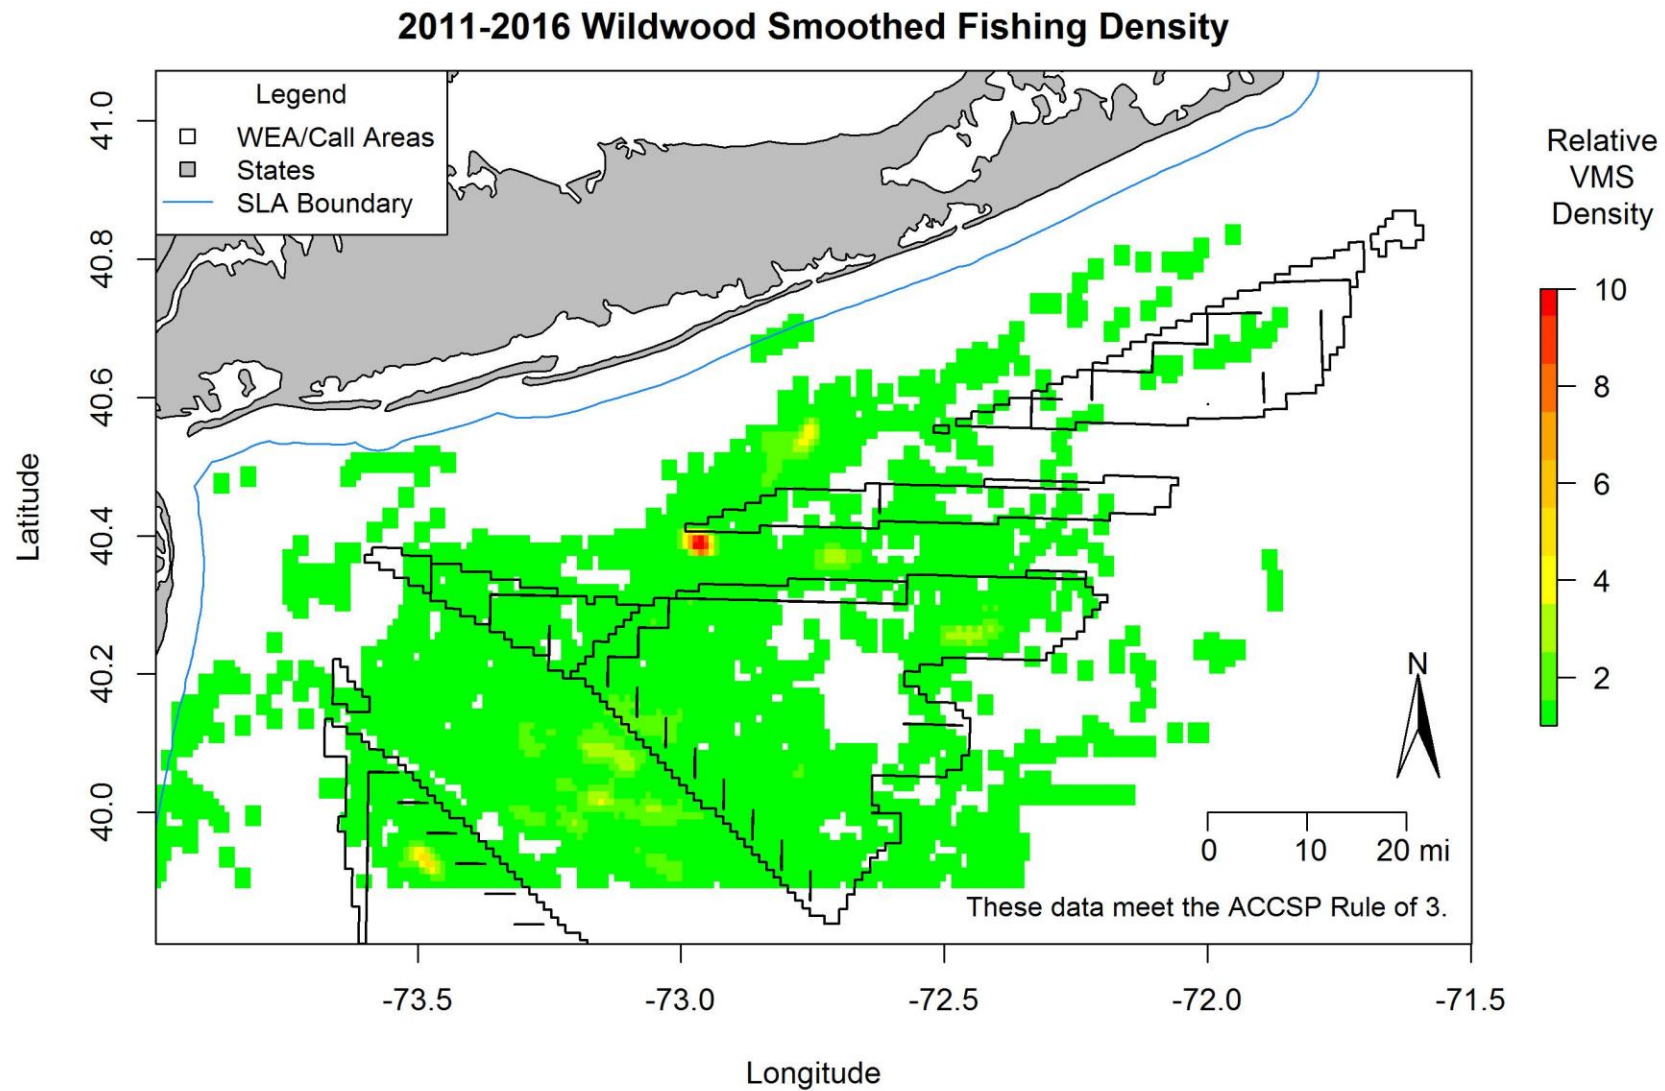 2011-2016 Wildwood Smoothed Fishing Density
Legend
WEA/Call Areas
States
SLA Boundary
Relative
VMS
Density
10
8
6
4
2
Latitude
41.0
40.8
40.6
40.4
40.2
40.0
N
0 10 20 mi
These data meet the ACCSP Rule of 3.
-73.5 -73.0 -72.5 -72.0 -71.5
Longitude